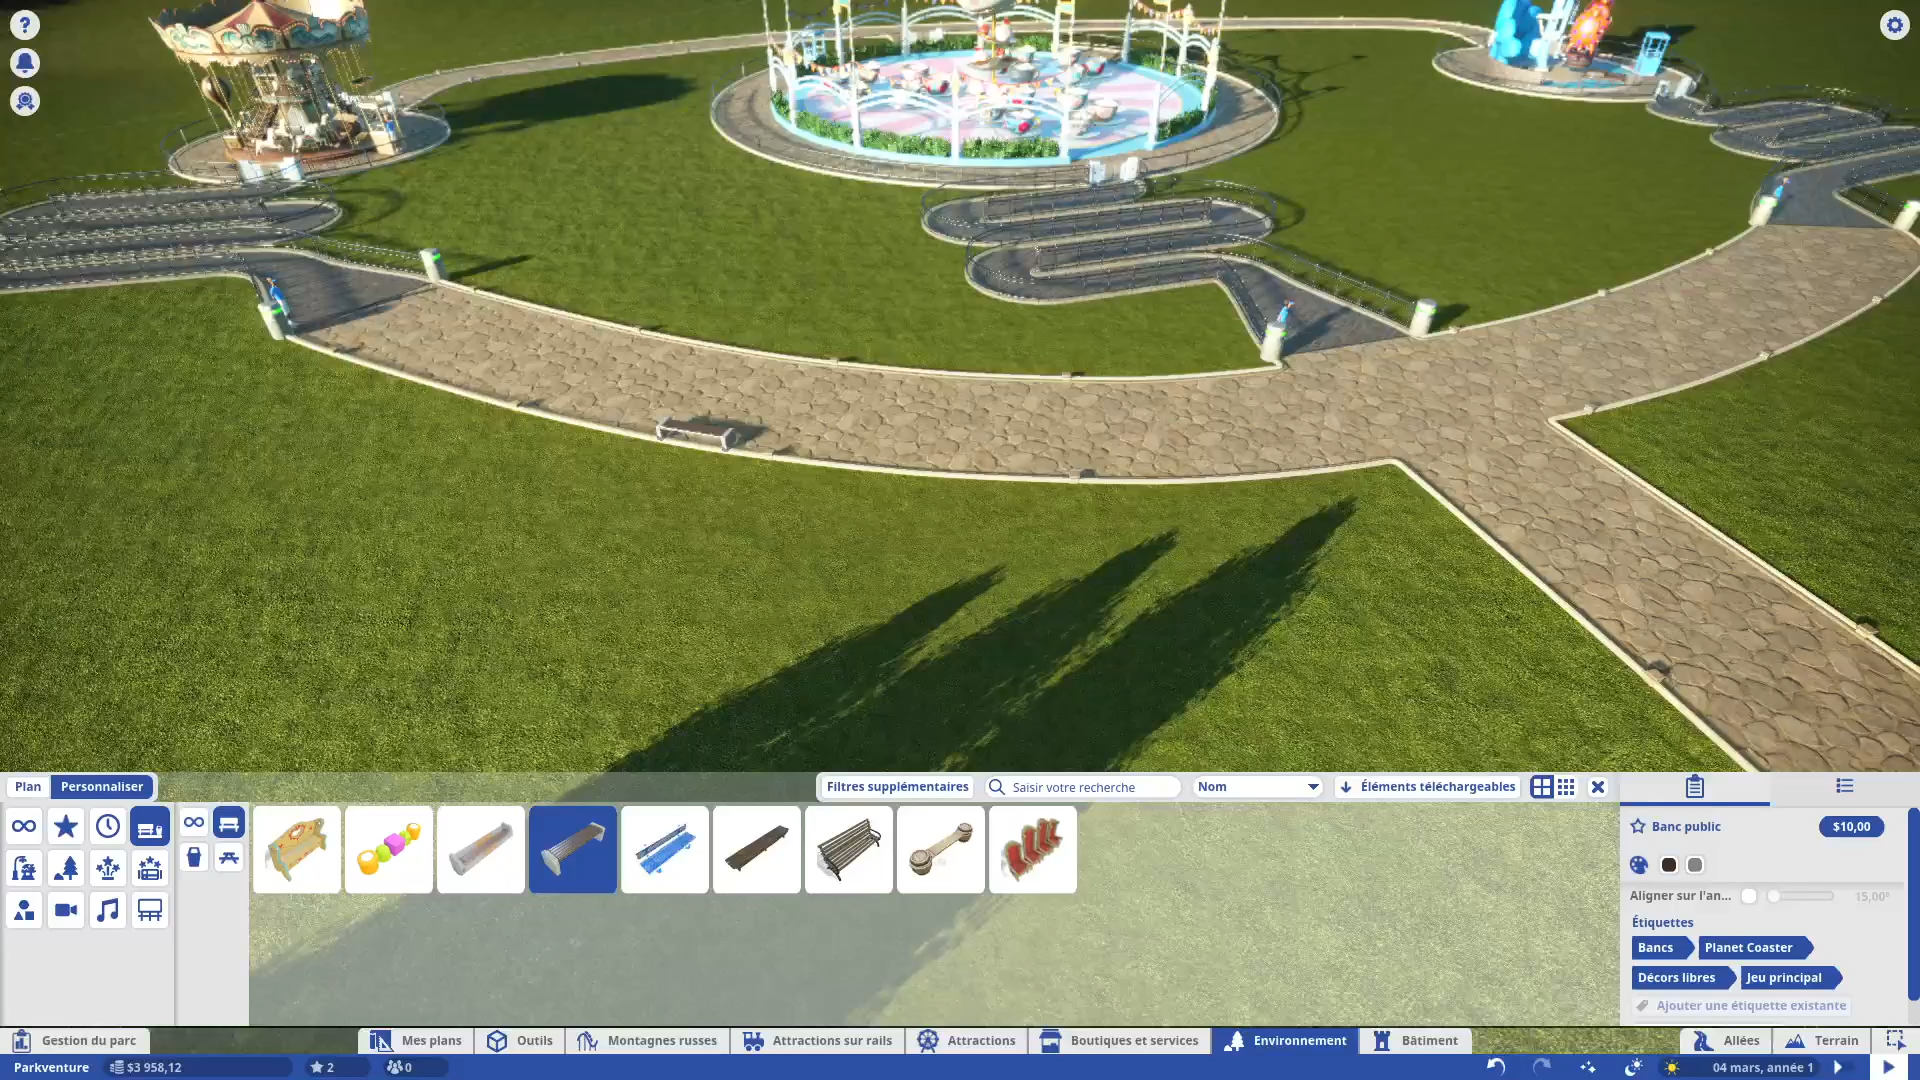 Plan
Personnaliser
Filtres supplémentaires
Saisir votre recherche
Nom
Éléments téléchargeables
Banc public
$10,00
Aligner sur l'an...
15,00°
Étiquettes
Bancs
Planet Coaster
Décors libres
Jeu principal
Ajouter une étiquette existante
Gestion du parc
Mes plans
Outils
Montagnes russes
Attractions sur rails
Attractions
Boutiques et services
Environnement
Bâtiment
Allées
Terrain
Parkventure
$3 958,12
2
0
04 mars, année 1